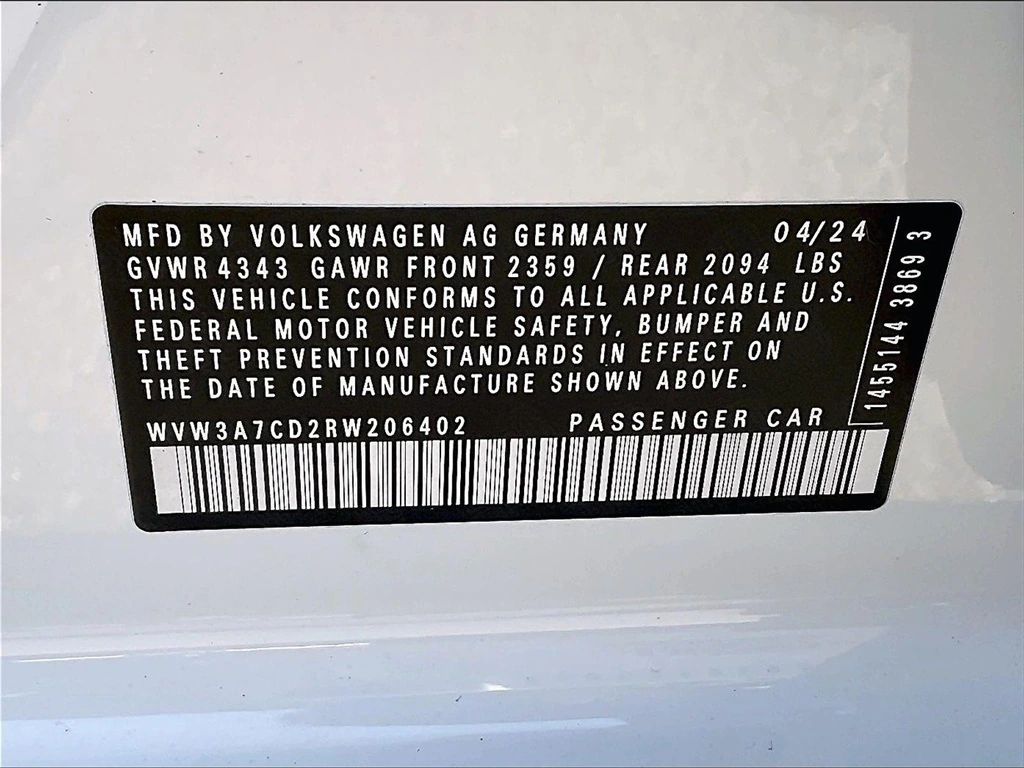 MFD BY VOLKSWAGEN AG GERMANY 04/24
GVWR 4343 GAWR FRONT 2359 / REAR 2094 LBS
THIS VEHICLE CONFORMS TO ALL APPLICABLE U.S.
FEDERAL MOTOR VEHICLE SAFETY, BUMPER AND
THEFT PREVENTION STANDARDS IN EFFECT ON
THE DATE OF MANUFACTURE SHOWN ABOVE.
WVW3A7CD2RW206402 PASSENGER CAR
1455144 3869 3